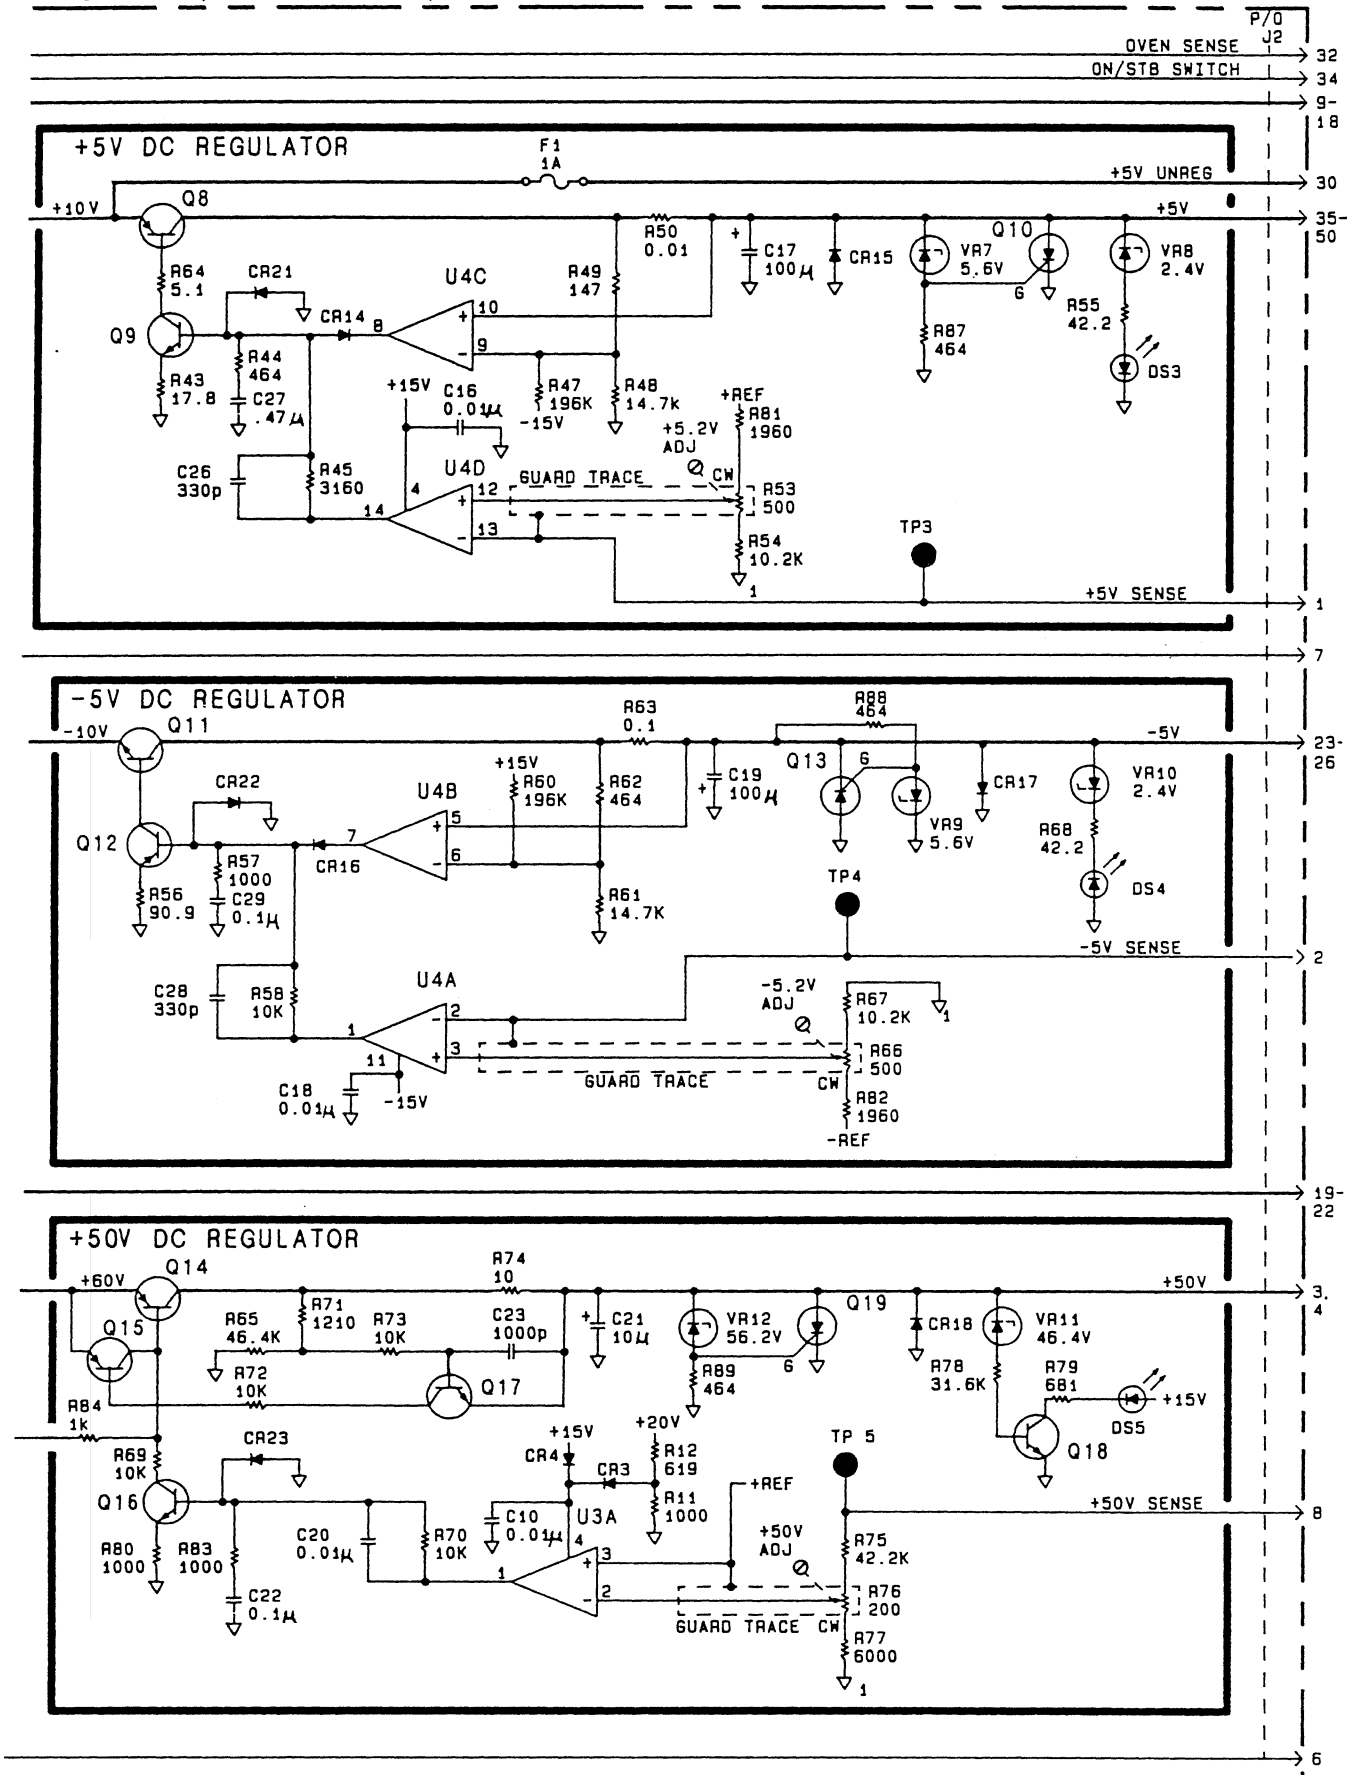 P/O
J2
OVEN SENSE
32
ON/STB SWITCH
34
9-
18
+5V DC REGULATOR
F1
1A
+5V UNREG
30
+10V
Q8
+5V
35-
50
R50
0.01
+
C17
100µ
CR15
VR7
5.6V
Q10
G
VR8
2.4V
R64
5.1
CR21
U4C
R49
147
R55
42.2
Q9
CR14
8
10
+
9
-
R87
464
DS3
R44
464
R43
17.8
C27
.47µ
+15V
C16
0.01µ
R47
196K
-15V
R48
14.7K
+REF
R81
1960
+5.2V
ADJ
C26
330p
R45
3160
U4D
4
GUARD TRACE
CW
12
+
14
13
-
R53
500
R54
10.2K
1
TP3
+5V SENSE
1
7
-5V DC REGULATOR
-10V
Q11
R63
0.1
R88
464
-5V
23-
26
+15V
R60
196K
R62
464
C19
100µ
+
Q13
G
CR17
VR10
2.4V
CR22
U4B
VR9
5.6V
R68
42.2
Q12
7
5
+
6
-
CR16
R57
1000
R56
90.9
C29
0.1µ
R61
14.7K
TP4
DS4
-5V SENSE
2
C28
330p
R58
10K
U4A
-5.2V
ADJ
R67
10.2K
1
1
2
-
3
+
11
R66
500
C18
0.01µ
-15V
GUARD TRACE
CW
R82
1960
-REF
19-
22
+50V DC REGULATOR
+60V
Q14
R74
10
+50V
3,
4
Q15
R65
46.4K
R71
1210
R73
10K
C23
1000p
+
C21
10µ
VR12
56.2V
Q19
G
CR18
VR11
46.4V
R72
10K
Q17
R89
464
R78
31.6K
R79
681
R84
1k
DS5
+15V
R69
10K
CR23
+15V
CR4
+20V
R12
619
TP 5
Q18
Q16
CR3
+REF
+50V SENSE
8
C10
0.01µ
R11
1000
U3A
R80
1000
R83
1000
C20
0.01µ
R70
10K
4
+50V
ADJ
R75
42.2K
1
3
+
2
-
R76
200
C22
0.1µ
GUARD TRACE
CW
R77
6000
1
6